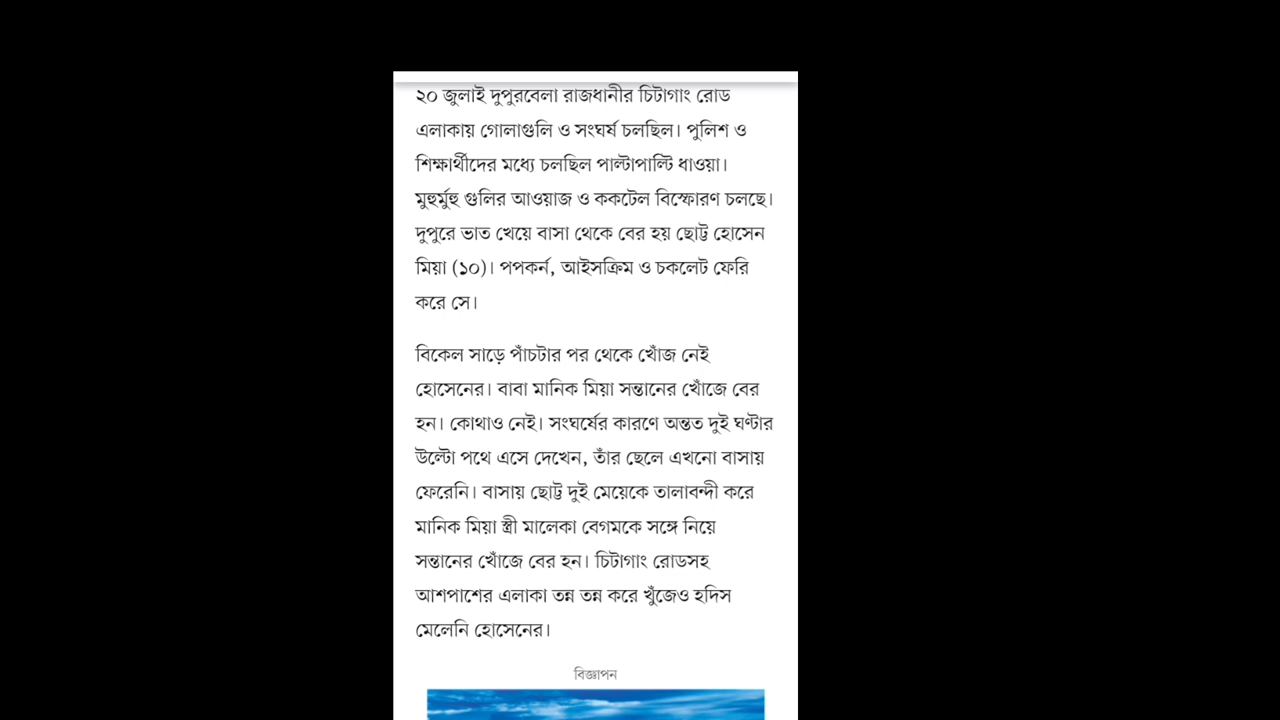 ২০ জুলাই দুপুরবেলা রাজধানীর চিটাগাং রোড
এলাকায় গোলাগুলি ও সংঘর্ষ চলছিল। পুলিশ ও
শিক্ষার্থীদের মধ্যে চলছিল পাল্টাপাল্টি ধাওয়া।
মুহুর্মুহু গুলির আওয়াজ ও ককটেল বিস্ফোরণ চলছে।
দুপুরে ভাত খেয়ে বাসা থেকে বের হয় ছোট্ট হোসেন
মিয়া (১০)। পপকর্ন, আইসক্রিম ও চকলেট ফেরি
করে সে।
বিকেল সাড়ে পাঁচটার পর থেকে খোঁজ নেই
হোসেনের। বাবা মানিক মিয়া সন্তানের খোঁজে বের
হন। কোথাও নেই। সংঘর্ষের কারণে অন্তত দুই ঘণ্টার
উল্টো পথে এসে দেখেন, তাঁর ছেলে এখনো বাসায়
ফেরেনি। বাসায় ছোট্ট দুই মেয়েকে তালাবন্দী করে
মানিক মিয়া স্ত্রী মালেকা বেগমকে সঙ্গে নিয়ে
সন্তানের খোঁজে বের হন। চিটাগাং রোডসহ
আশপাশের এলাকা তন্ন তন্ন করে খুঁজেও হদিস
মেলেনি হোসেনের।
বিজ্ঞাপন